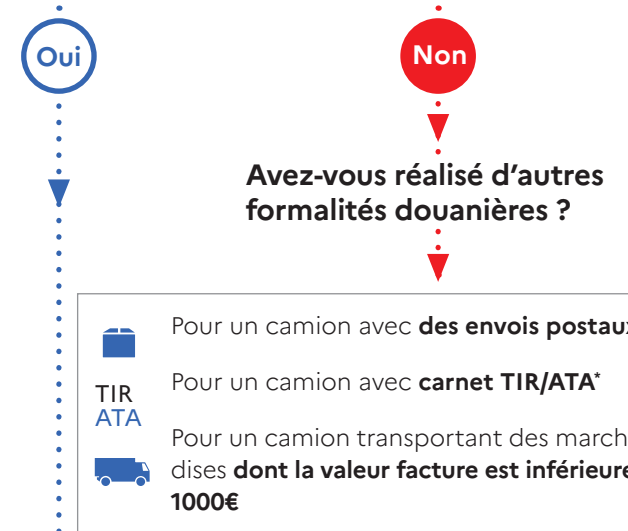 Oui
Non
Avez-vous réalisé d'autres
formalités douanières ?
Pour un camion avec des envois postaux
TIR
ATA
Pour un camion avec carnet TIR/ATA*
Pour un camion transportant des march
dises dont la valeur facture est inférieure
1000€